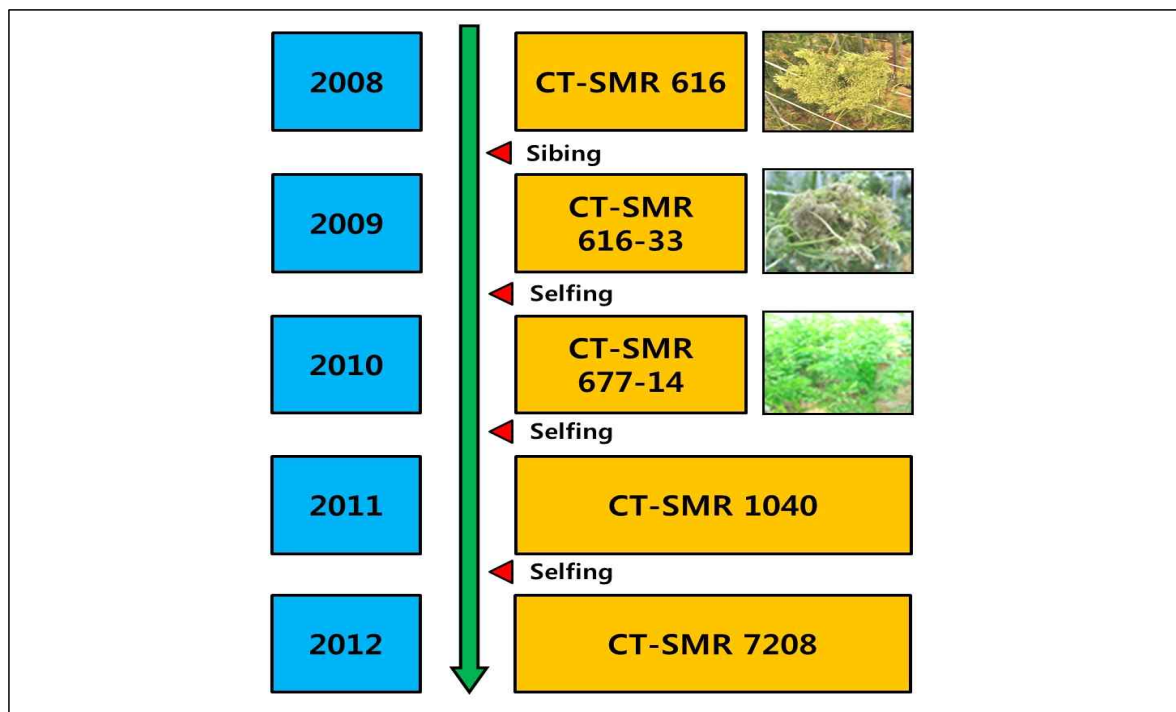 2008
CT-SMR 616
Sibing
2009
CT-SMR
616-33
Selfing
2010
CT-SMR
677-14
Selfing
2011
CT-SMR 1040
Selfing
2012
CT-SMR 7208